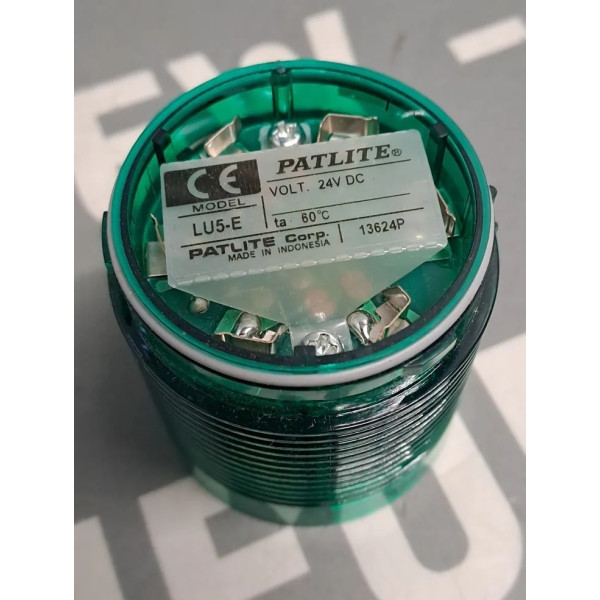 CE
PATLITE®
MODEL
VOLT. 24V DC
LU5-E
ta 60°C
PATLITE Corp.
MADE IN INDONESIA
13624P